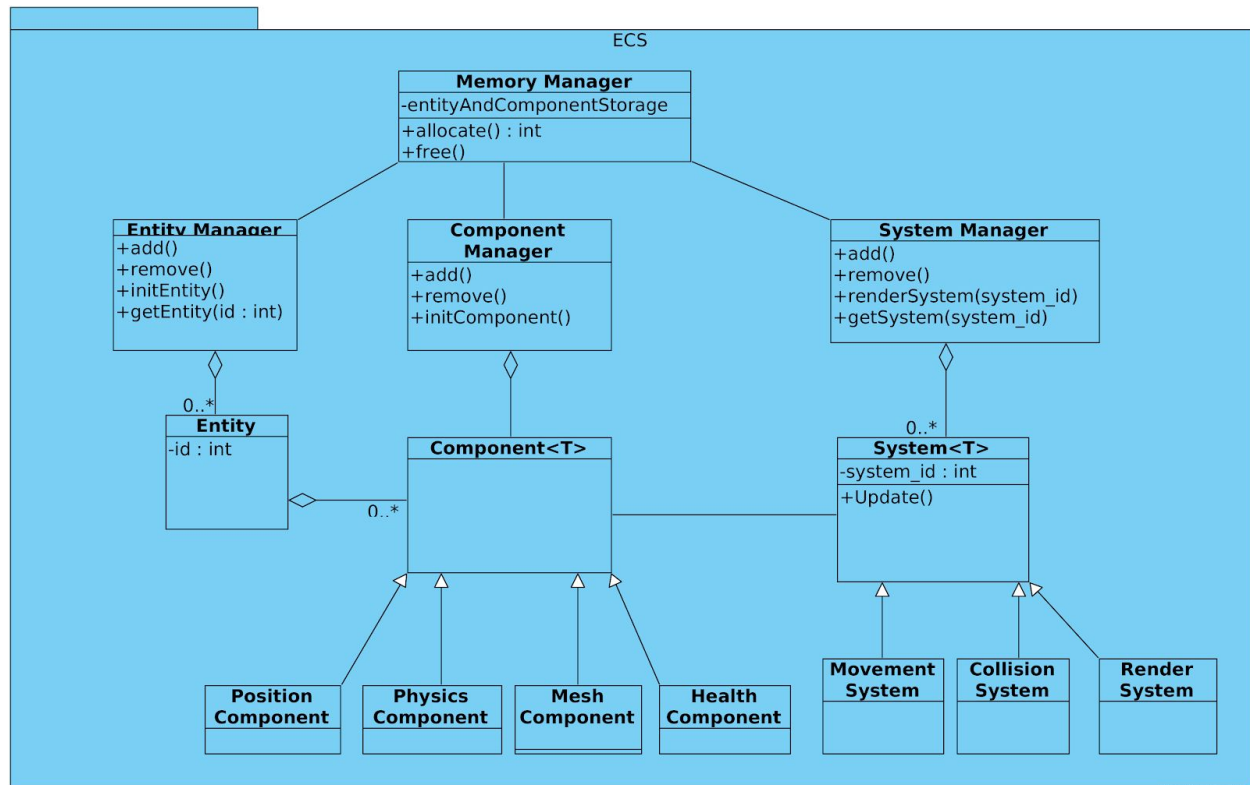 ECS
Memory Manager
-entityAndComponentStorage
+allocate() : int
+free()
Entity Manager
+add()
+remove()
+initEntity()
+getEntity(id : int)
Component
Manager
+add()
+remove()
+initComponent()
System Manager
+add()
+remove()
+renderSystem(system_id)
+getSystem(system_id)
0..*
Entity
-id : int
0..*
Component<T>
0..*
System<T>
-system_id : int
+Update()
Position
Component
Physics
Component
Mesh
Component
Health
Component
Movement
System
Collision
System
Render
System